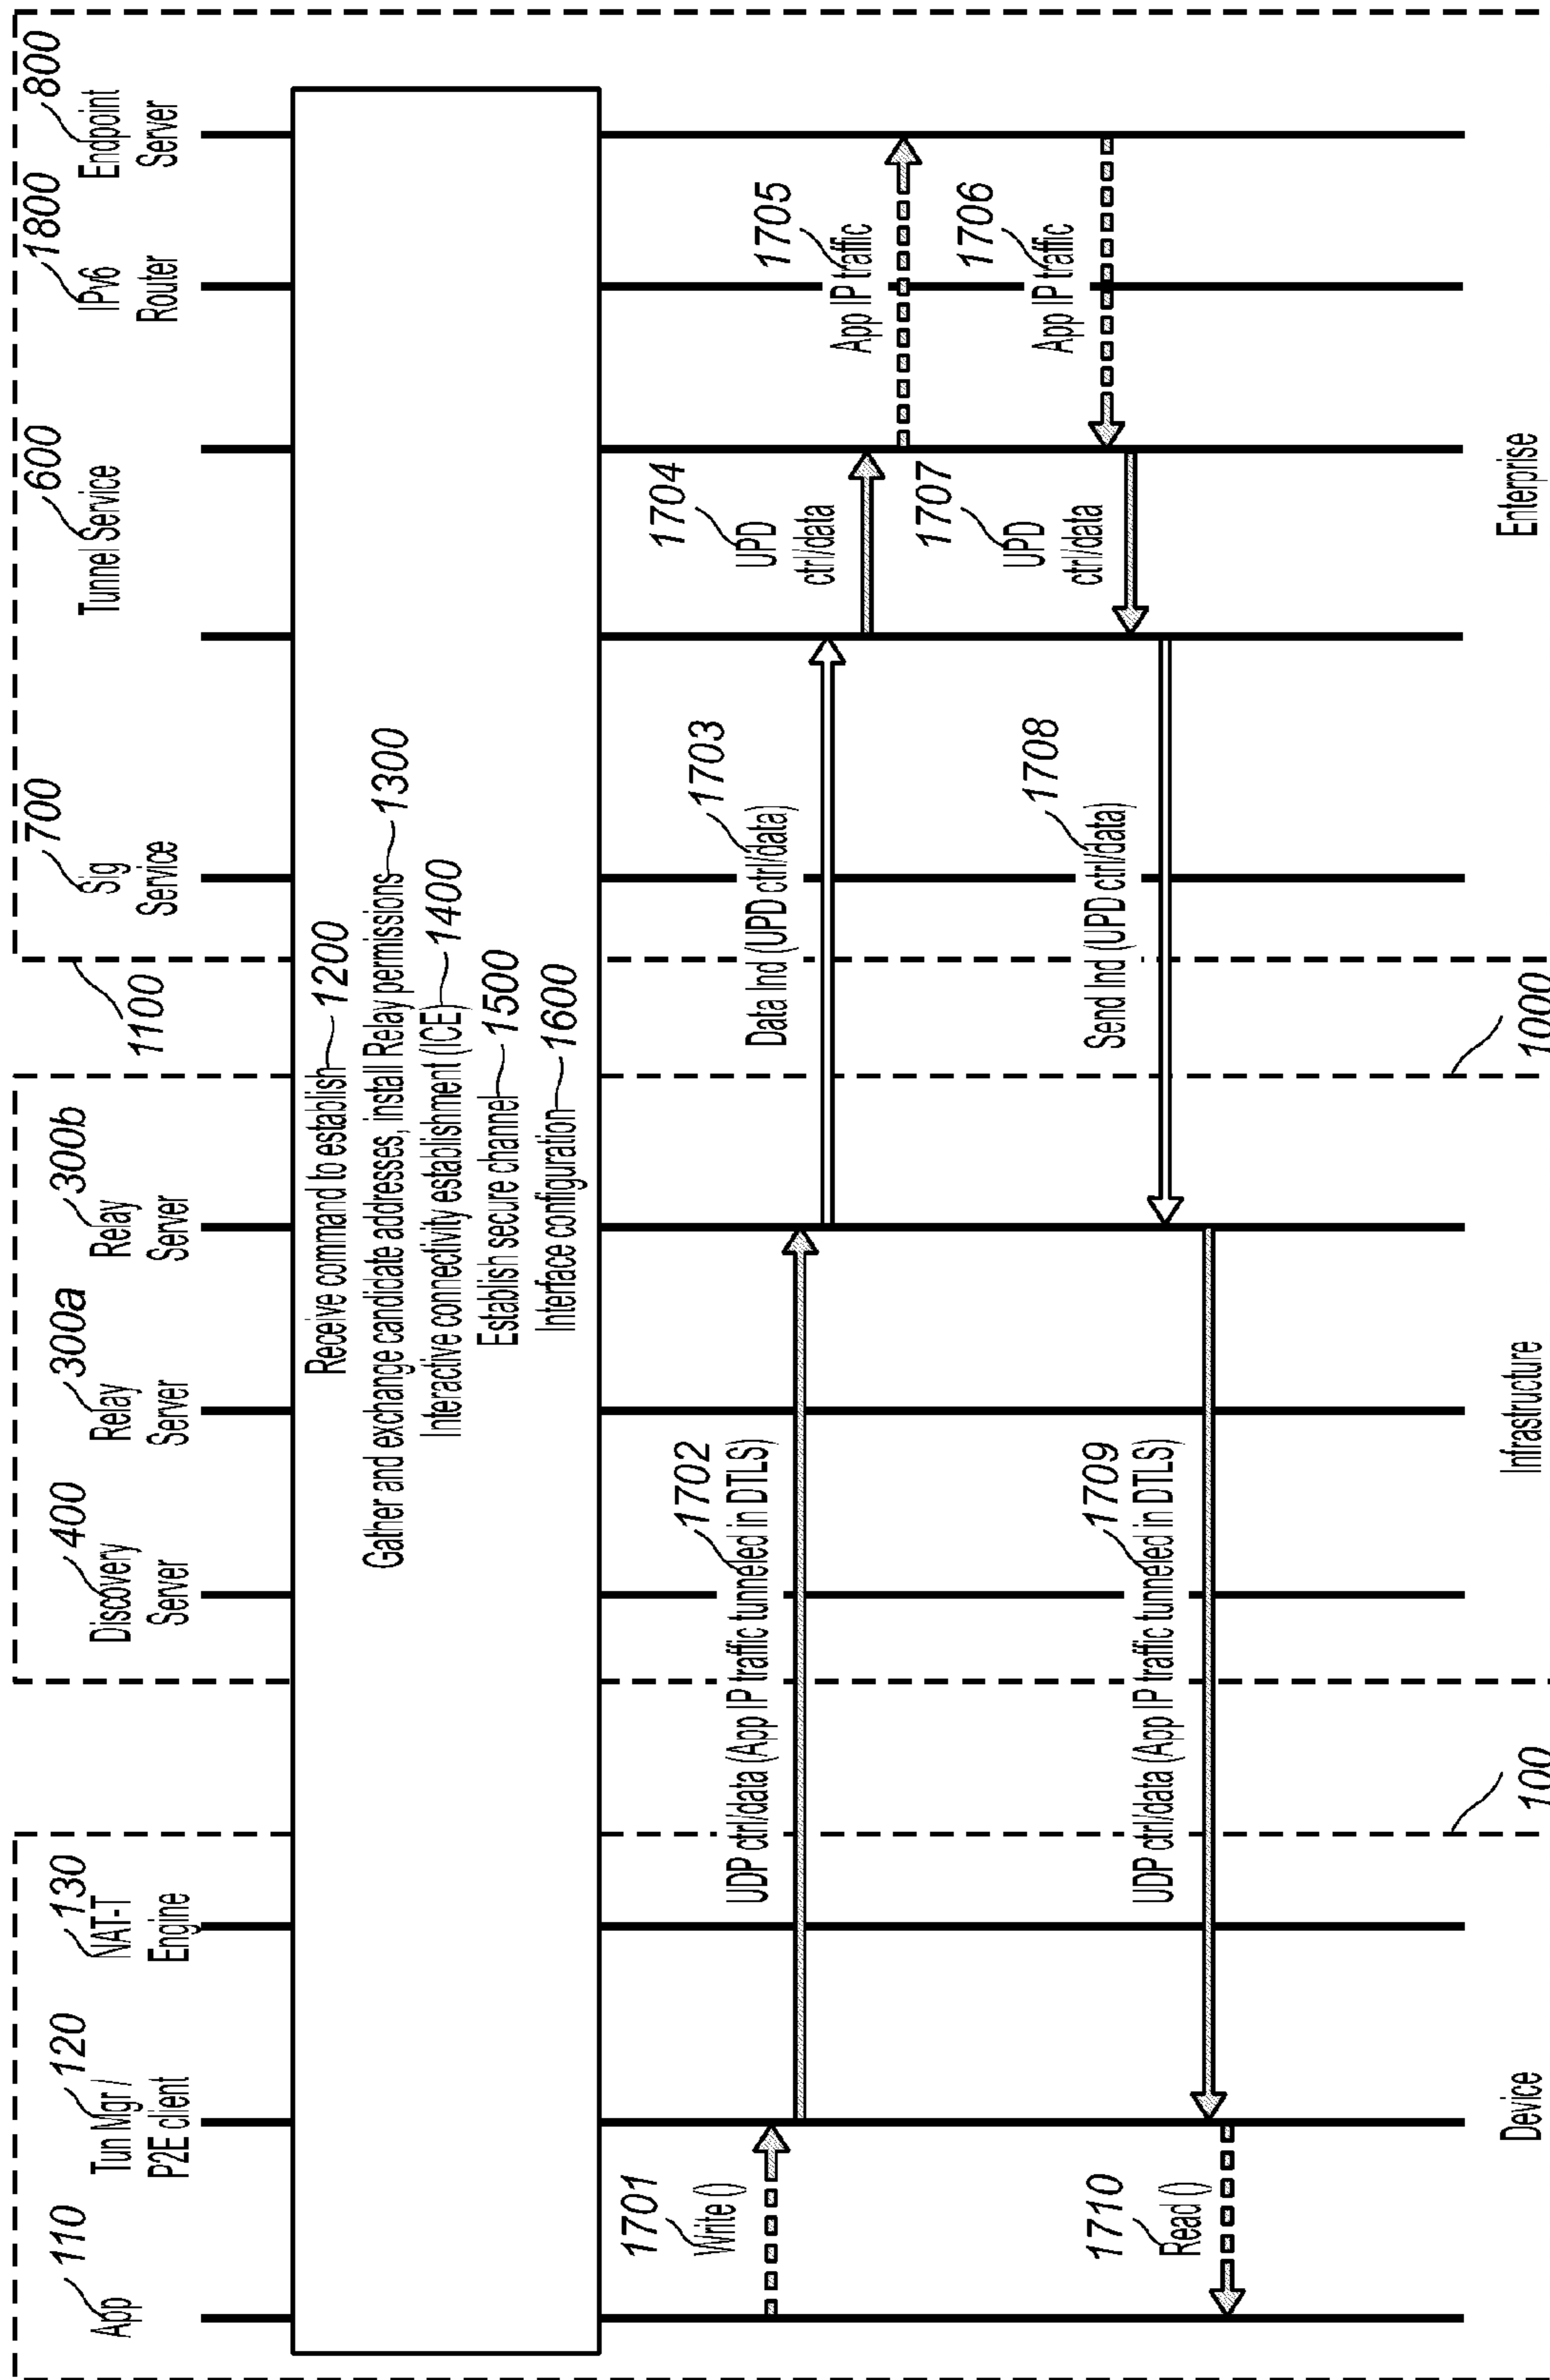 110
App
120
Tun Mgr /
P2E client
130
NAT-T
Engine
400
Discovery
Server
300a
Relay
Server
300b
Relay
Server
1100
700
Sig
Service
600
Tunnel Service
1800
IPv6
Router
800
Endpoint
Server
Receive command to establish 1200
Gather and exchange candidate addresses, install Relay permissions 1300
Interactive connectivity establishment (ICE) 1400
Establish secure channel 1500
Interface configuration 1600
1701
Write ()
1702
UDP ctrl/data (App IP traffic tunneled in DTLS)
1703
Data Ind (UPD ctrl/data)
1704
UPD
ctrl/data
1705
App IP traffic
1706
App IP traffic
1707
UPD
ctrl/data
1708
Send Ind (UPD ctrl/data)
1709
UDP ctrl/data (App IP traffic tunneled in DTLS)
1710
Read ()
100
1000
Device
Infrastructure
Enterprise